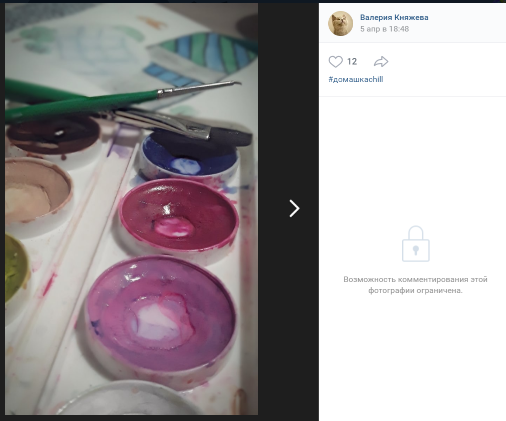 Валерия Княжева
5 апр в 18:48
12
#домашкаchill
Возможность комментирования этой
фотографии ограничена.